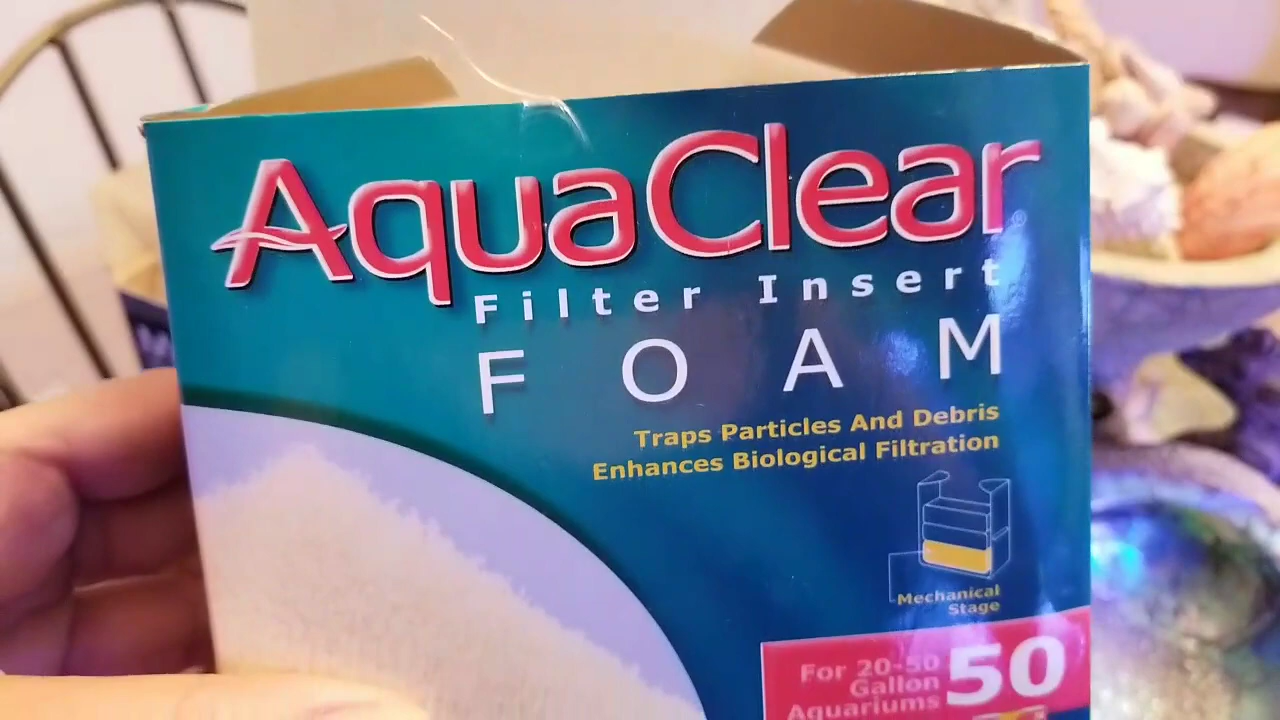 AquaClear®
Filter Insert
FOAM
Traps Particles And Debris
Enhances Biological Filtration
Mechanical
Stage
For 20-50
Gallon
Aquariums
50